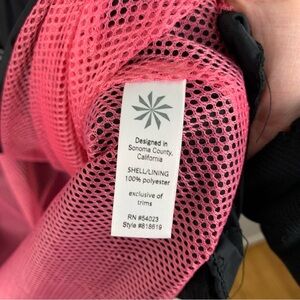 Designed in
Sonoma County,
California
SHELL/LINING
100% polyester
exclusive of
trims
RN #54023
Style #818619